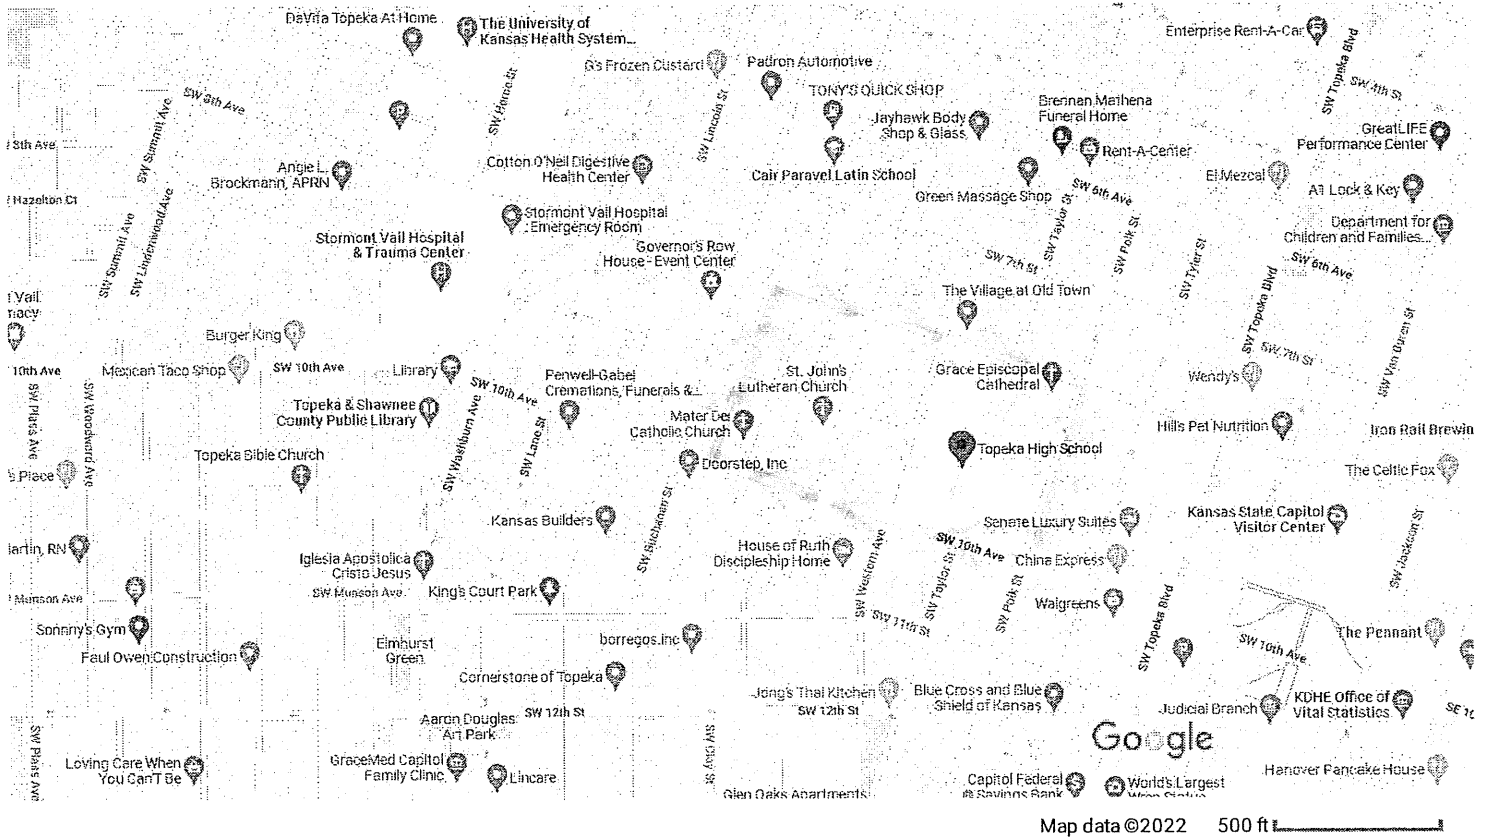 DaVita Topeka At Home
The University of
Kansas Health System...
G's Frozen Custard
Padron Automotive
Enterprise Rent-A-Car
SW Topeka Blvd
SW 4th St
SW 8th Ave
SW Summit Ave
SW Horne St
SW Lincoln St
TONY'S QUICK SHOP
Jayhawk Body
Shop & Glass
Brennan Mathena
Funeral Home
Rent-A-Center
GreatLIFE
Performance Center
8th Ave
Angie L.
Brockmann, APRN
Cotton O'Neil Digestive
Health Center
Cair Paravel Latin School
Green Massage Shop
SW 6th Ave
El Mezcal
A1 Lock & Key
Hazelton Ct
SW Summit Ave
SW Lindenwood Ave
Stormont Vail Hospital
Emergency Room
Stormont Vail Hospital
& Trauma Center
Governor's Row
House - Event Center
SW 7th St
SW Taylor St
SW Polk St
SW Tyler St
Department for
Children and Families...
SW 6th Ave
SW Topeka Blvd
The Village at Old Town
Vail
macy
Burger King
SW 7th St
SW Van Buren St
10th Ave
Mexican Taco Shop
SW 10th Ave
Library
SW 10th Ave
Penwell-Gabel
Cremations, Funerals &...
St. John's
Lutheran Church
Grace Episcopal
Cathedral
Wendy's
SW Plass Ave
SW Woodward Ave
Topeka & Shawnee
County Public Library
SW Washburn Ave
SW Lane St
Mater Dei
Catholic Church
Hill's Pet Nutrition
Iron Rail Brewin
Topeka Bible Church
Doorstep, Inc
Topeka High School
The Celtic Fox
s Place
Kansas Builders
SW Buchanan St
Senate Luxury Suites
Kansas State Capitol
Visitor Center
SW Jackson St
artin, RN
Iglesia Apostolica
Cristo Jesus
House of Ruth
Discipleship Home
SW Western Ave
SW 10th Ave
SW Taylor St
China Express
SW Polk St
Munson Ave
SW Munson Ave
King's Court Park
Walgreens
SW Topeka Blvd
SW 11th St
Sonnny's Gym
Faul Owen Construction
Elmhurst
Green
borregos.inc
SW 10th Ave
The Pennant
Cornerstone of Topeka
Jong's Thai Kitchen
SW 12th St
Blue Cross and Blue
Shield of Kansas
Judicial Branch
KDHE Office of
Vital Statistics
SE 10
Aaron Douglas
Art Park
SW 12th St
SW Plass Ave
SW Clay St
Google
Loving Care When
You Can'T Be
GraceMed Capitol
Family Clinic
Lincare
Hanover Pancake House
Glen Oaks Apartments
Capitol Federal
Savings Bank
World's Largest
Wren Statue
Map data ©2022 500 ft